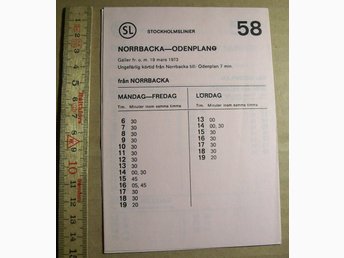 SL STOCKHOLMSLINIER 58
NORRBACKA—ODENPLAN
Gäller fr. o. m. 19 mars 1973
Ungefärlig körtid från Norrbacka till: Odenplan 7 min.
från NORRBACKA
MÅNDAG—FREDAG LÖRDAG
Tim. Minuter inom samma timma Tim. Minuter inom samma timma
6 30 13 00
7 30 14 00, 30
8 30 15 30
9 30 16 30
10 30 17 30
11 30 18 30
12 30 19 20
13 30
14 00, 30
15 45
16 05, 45
17 30
18 30
19 20